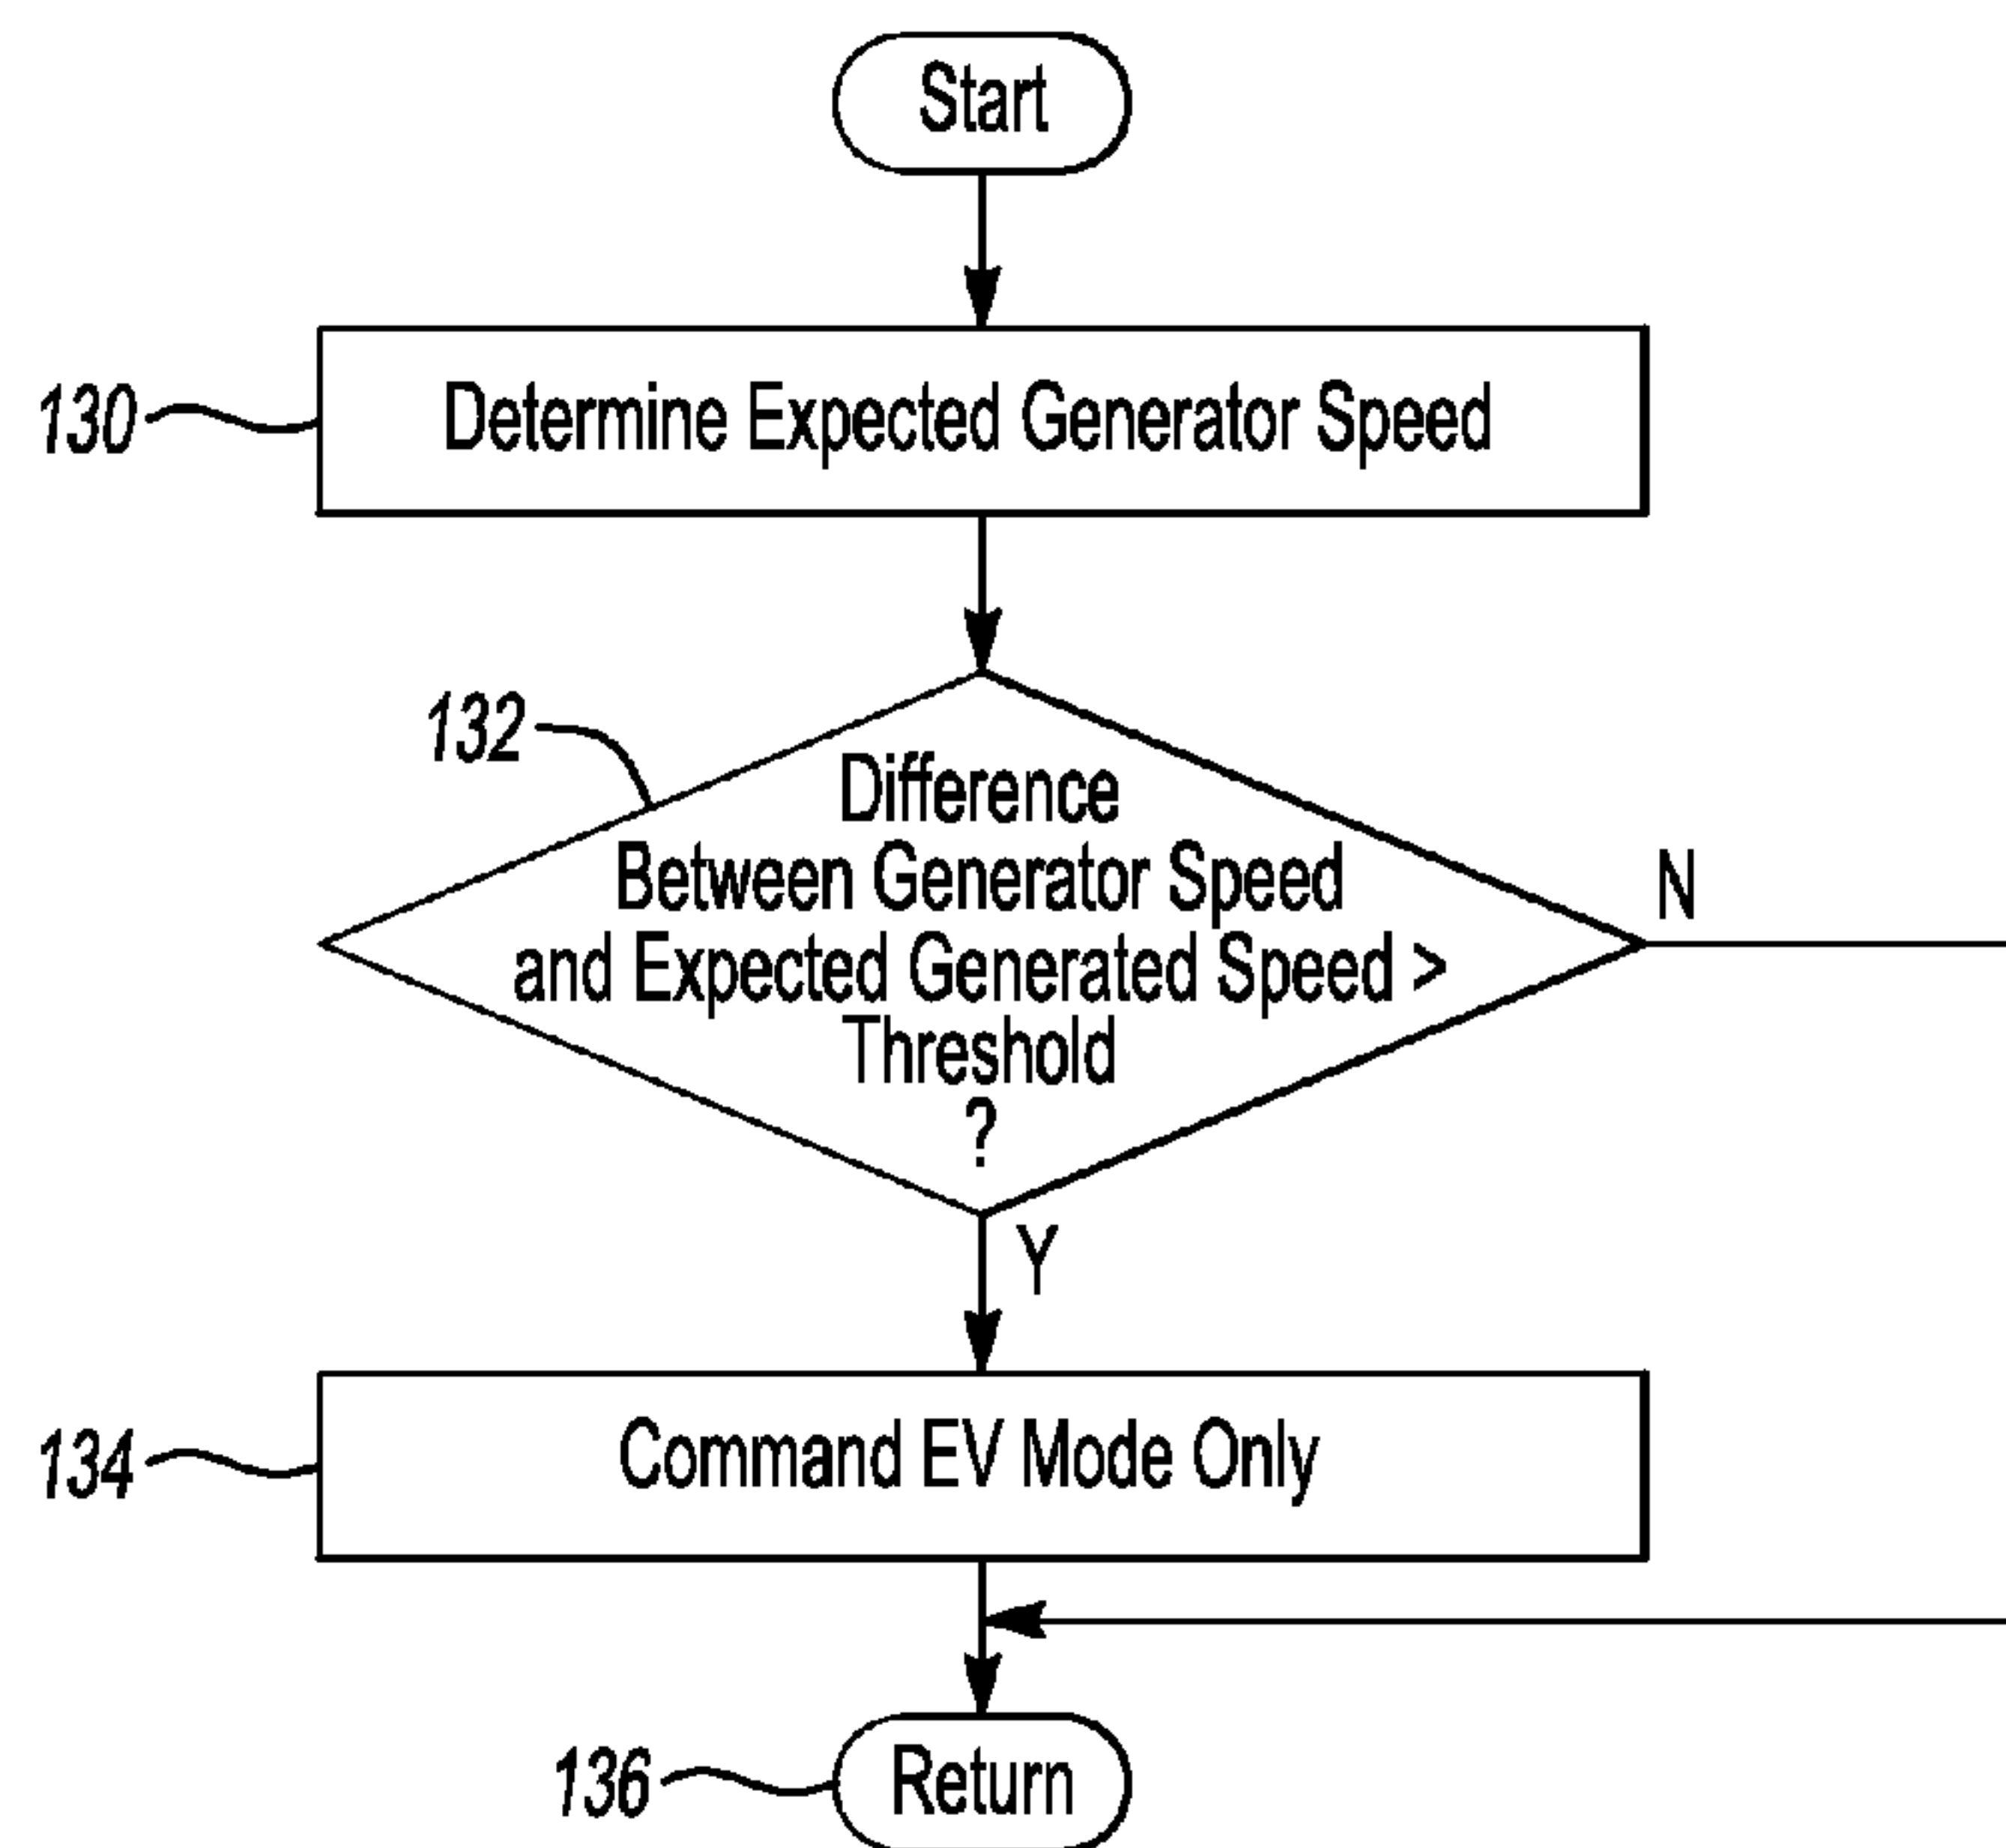 Start
130
Determine Expected Generator Speed
132
Difference
Between Generator Speed
and Expected Generated Speed >
Threshold
?
N
Y
134
Command EV Mode Only
136
Return